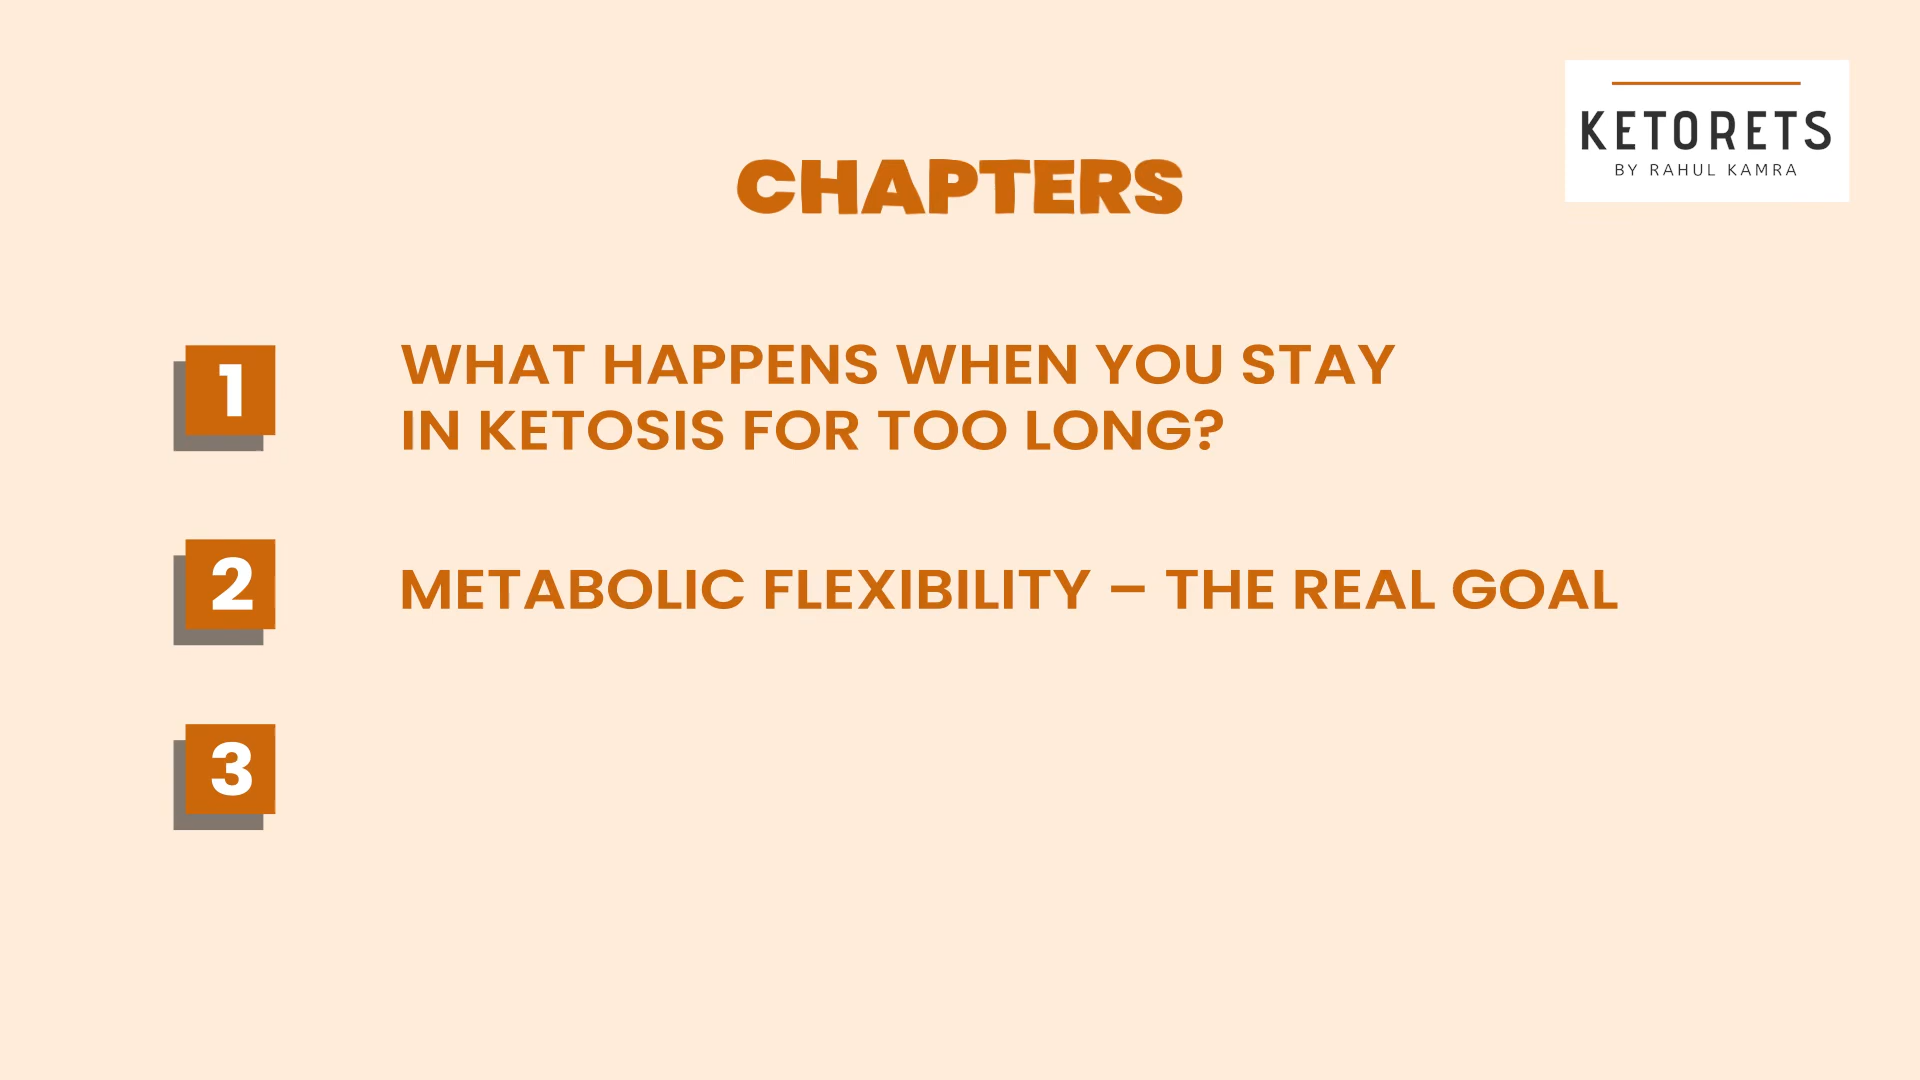 KETORETS
BY RAHUL KAMRA
CHAPTERS
1
WHAT HAPPENS WHEN YOU STAY
IN KETOSIS FOR TOO LONG?
2
METABOLIC FLEXIBILITY – THE REAL GOAL
3